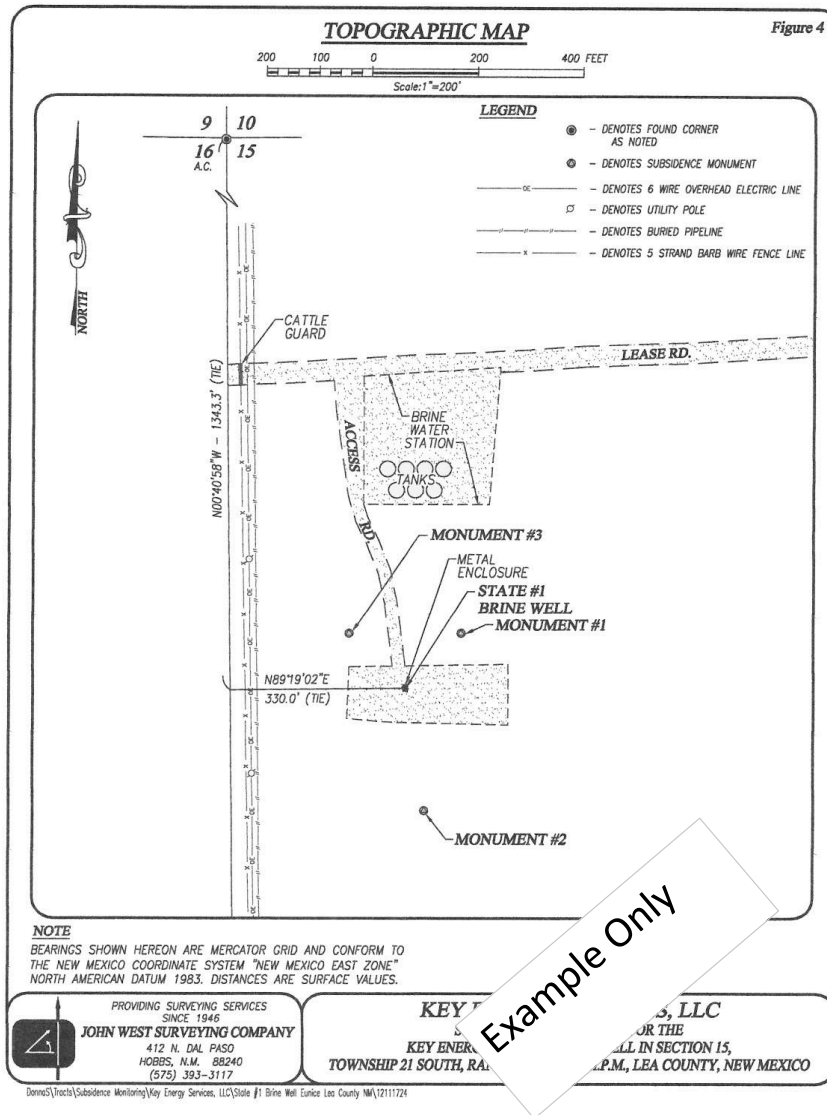 TOPOGRAPHIC MAP
Figure 4
200 100 0 200 400 FEET
Scale:1"=200'
LEGEND
- DENOTES FOUND CORNER
AS NOTED
- DENOTES SUBSIDENCE MONUMENT
OE - DENOTES 6 WIRE OVERHEAD ELECTRIC LINE
- DENOTES UTILITY POLE
- DENOTES BURIED PIPELINE
x - DENOTES 5 STRAND BARB WIRE FENCE LINE
9 10
16 15
A.C.
NORTH
CATTLE
GUARD
LEASE RD.
N00°40'58"W - 1343.3' (TIE)
BRINE
WATER
STATION
ACCESS
RD.
TANKS
MONUMENT #3
METAL
ENCLOSURE
STATE #1
BRINE WELL
MONUMENT #1
N89°19'02"E
330.0' (TIE)
MONUMENT #2
NOTE
BEARINGS SHOWN HEREON ARE MERCATOR GRID AND CONFORM TO
THE NEW MEXICO COORDINATE SYSTEM "NEW MEXICO EAST ZONE"
NORTH AMERICAN DATUM 1983. DISTANCES ARE SURFACE VALUES.
PROVIDING SURVEYING SERVICES
SINCE 1946
JOHN WEST SURVEYING COMPANY
412 N. DAL PASO
HOBBS, N.M. 88240
(575) 393-3117
KEY S, LLC
OR THE
KEY ENERG LL IN SECTION 15,
TOWNSHIP 21 SOUTH, RA .P.M., LEA COUNTY, NEW MEXICO
Example Only
DonnaS\Tracts\Subsidence Monitoring\Key Energy Services, LLC\State #1 Brine Well Eunice Lea County NM\12111724